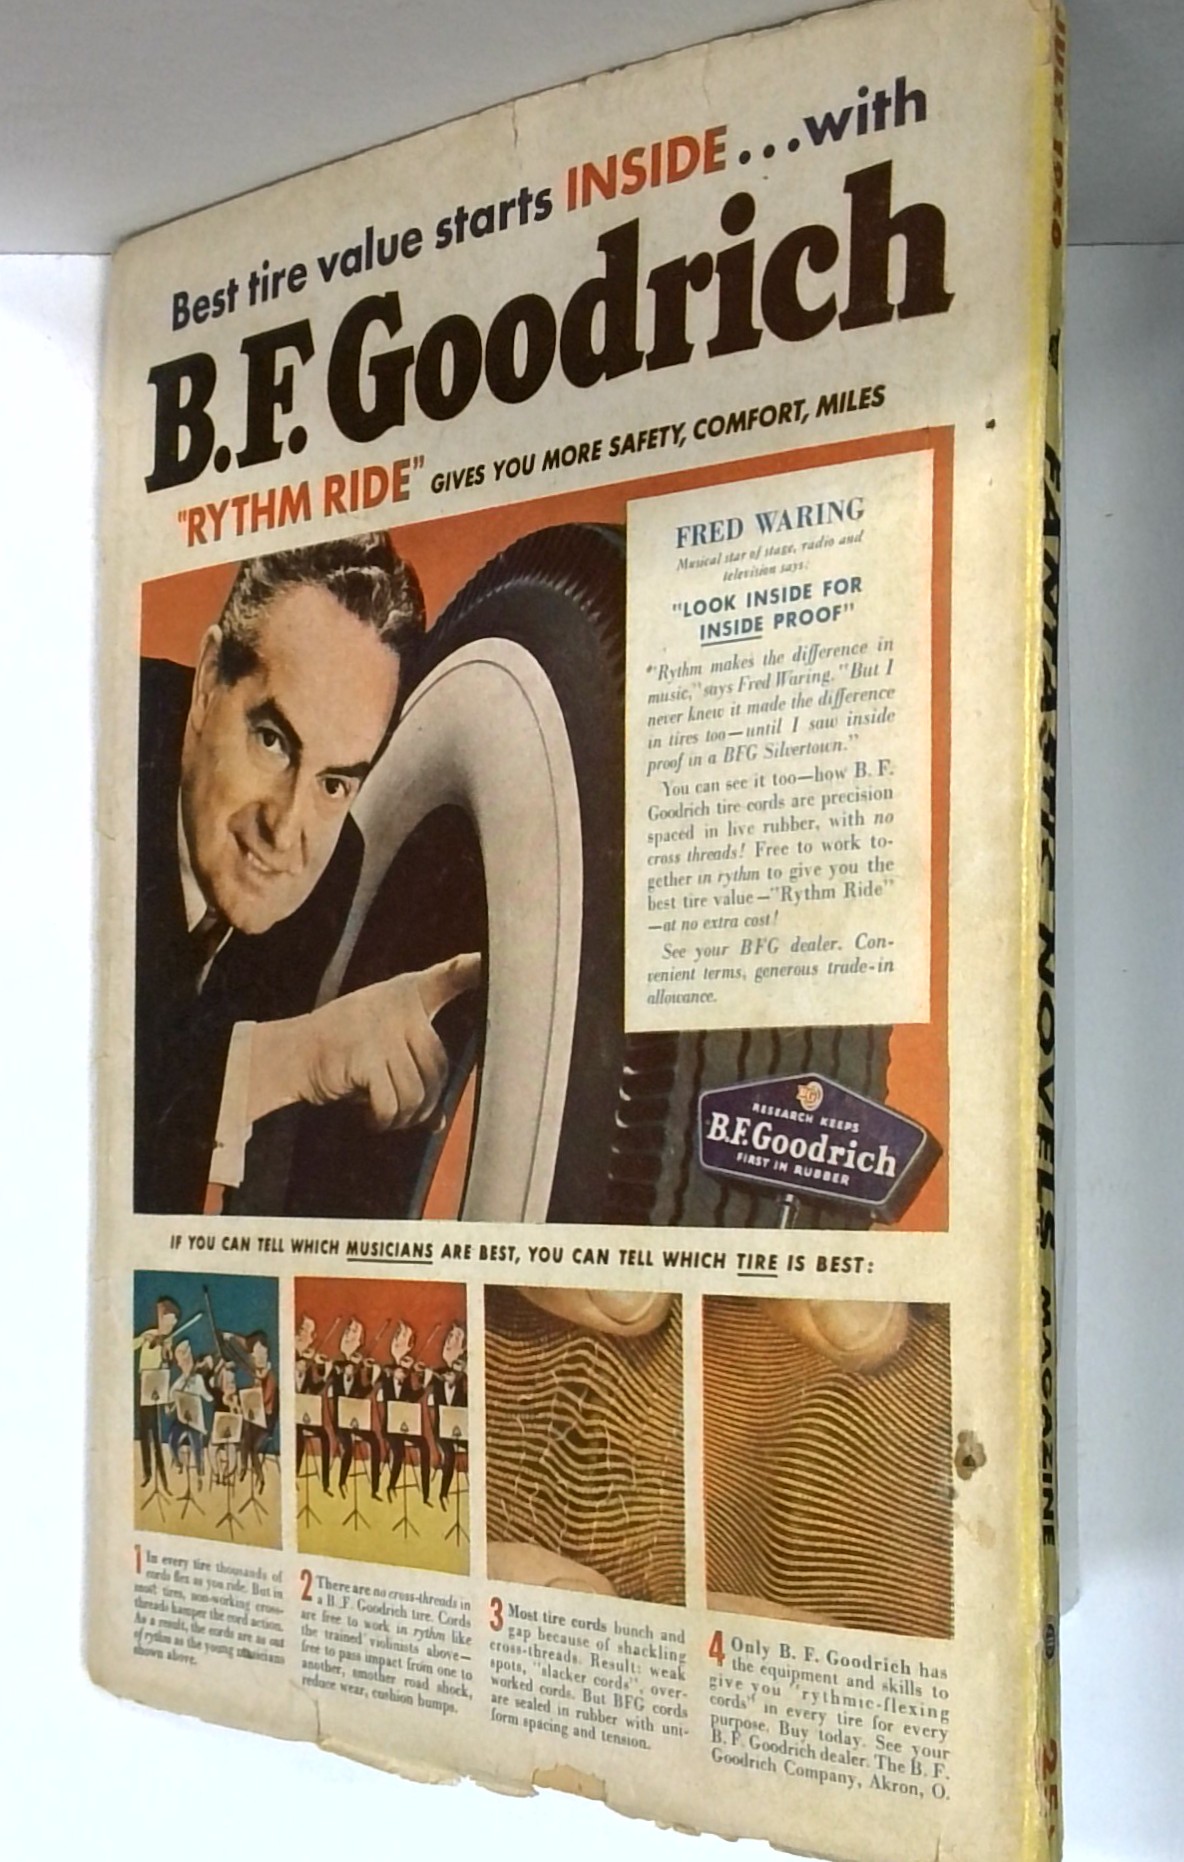 Best tire value starts INSIDE...with
B.F. Goodrich
"RYTHM RIDE" GIVES YOU MORE SAFETY, COMFORT, MILES
FRED WARING
Musical star of stage, radio and
television says:
"LOOK INSIDE FOR
INSIDE PROOF"
"Rythm makes the difference in
music," says Fred Waring. "But I
never knew it made the difference
in tires too—until I saw inside
proof in a BFG Silvertown."
You can see it too—how B. F.
Goodrich tire cords are precision
spaced in live rubber, with no
cross threads! Free to work to-
gether in rythm to give you the
best tire value—"Rythm Ride"
—at no extra cost!
See your BFG dealer. Con-
venient terms, generous trade-in
allowance.
RESEARCH KEEPS
B.F. Goodrich
FIRST IN RUBBER
IF YOU CAN TELL WHICH MUSICIANS ARE BEST, YOU CAN TELL WHICH TIRE IS BEST:
1 In every tire thousands of
cords flex as you ride. But in
most tires, non-working cross-
threads hamper the cord action.
As a result, the cords are as out
of rythm as the young musicians
shown above.
2 There are no cross-threads in
a B. F. Goodrich tire. Cords
are free to work in rythm like
the trained violinists above—
free to pass impact from one to
another, smother road shock,
reduce wear, cushion bumps.
3 Most tire cords bunch and
gap because of shackling
cross-threads. Result: weak
spots, "slacker cords", over-
worked cords. But BFG cords
are sealed in rubber with uni-
form spacing and tension.
4 Only B. F. Goodrich has
the equipment and skills to
give you "rythmic-flexing
cords" in every tire for every
purpose. Buy today. See your
B. F. Goodrich dealer. The B. F.
Goodrich Company, Akron, O.
JULY 1950
FANTASTIC NOVELS MAGAZINE